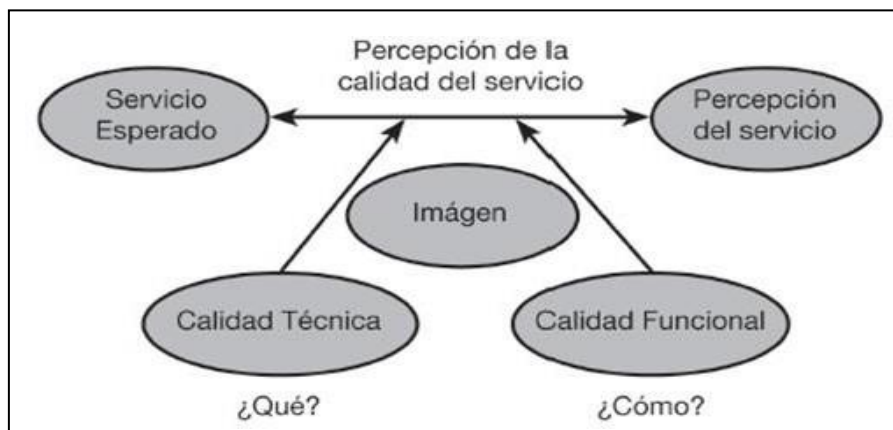 Percepción de la
calidad del servicio
Servicio
Esperado
Percepción
del servicio
Imágen
Calidad Técnica
Calidad Funcional
¿Qué?
¿Cómo?